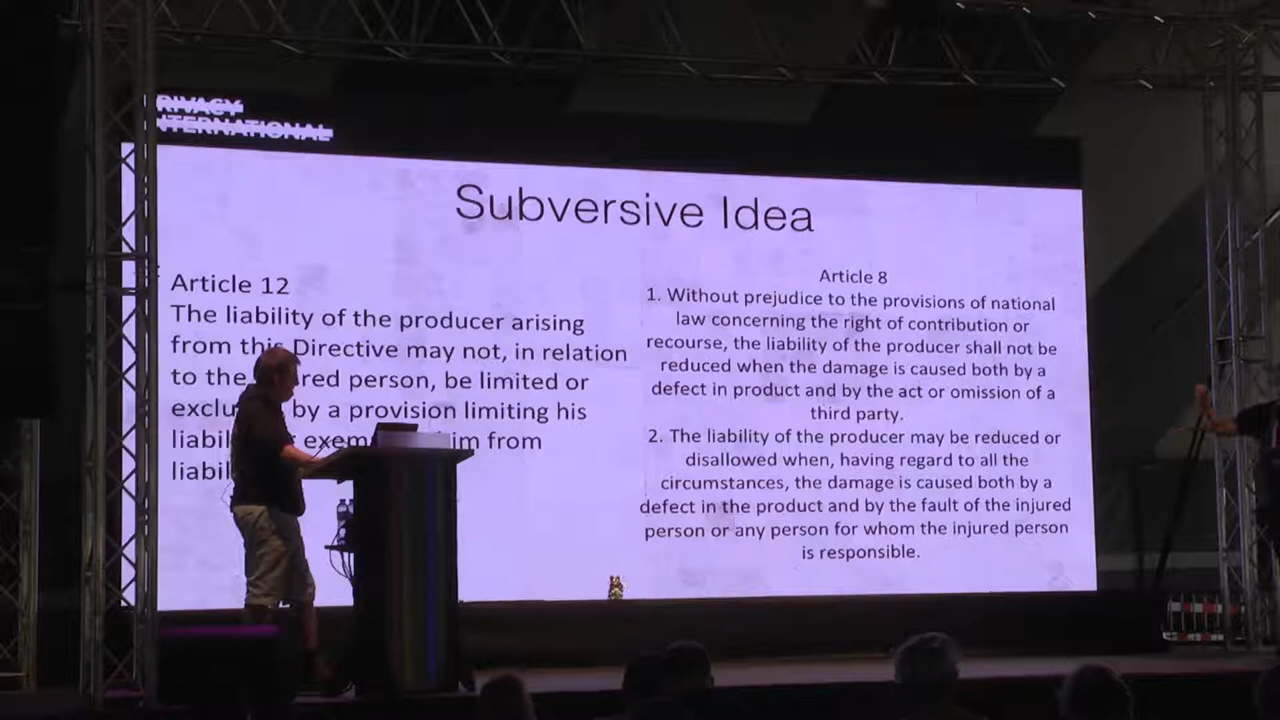 RIVACY
NTERNATIONAL
Subversive Idea
Article 12
The liability of the producer arising
from this Directive may not, in relation
to the red person, be limited or
exclu by a provision limiting his
liabil exem im from
liabil
Article 8
1. Without prejudice to the provisions of national
law concerning the right of contribution or
recourse, the liability of the producer shall not be
reduced when the damage is caused both by a
defect in product and by the act or omission of a
third party.
2. The liability of the producer may be reduced or
disallowed when, having regard to all the
circumstances, the damage is caused both by a
defect in the product and by the fault of the injured
person or any person for whom the injured person
is responsible.